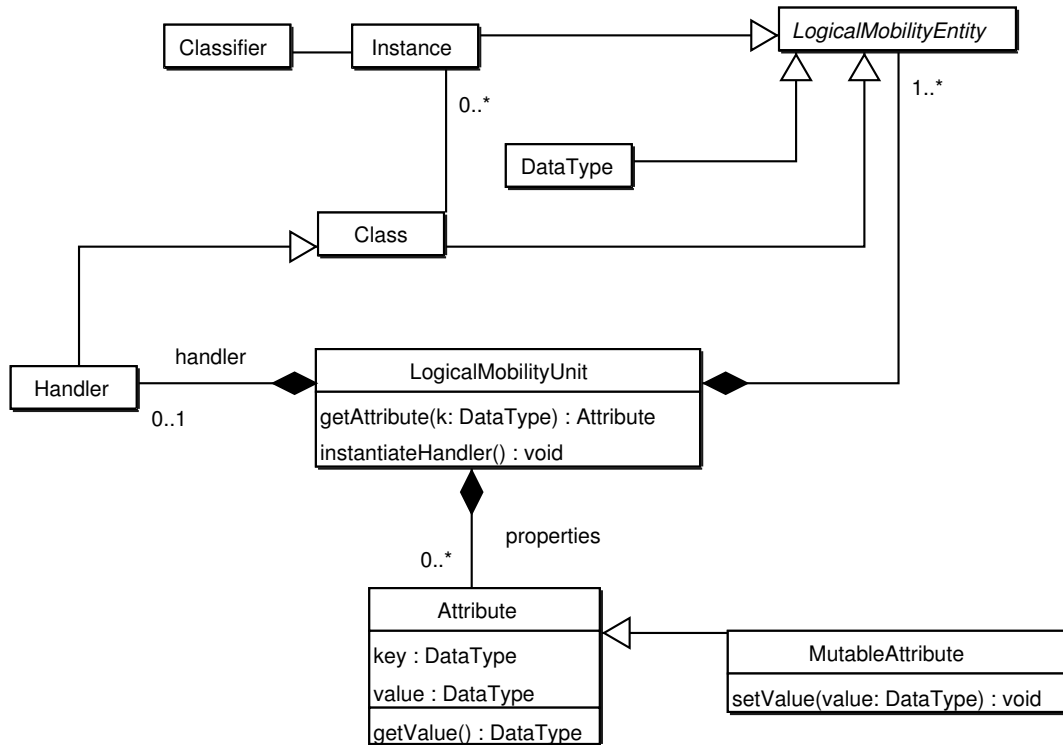 Classifier
Instance
LogicalMobilityEntity
0..*
1..*
DataType
Class
handler
Handler
0..1
LogicalMobilityUnit
getAttribute(k: DataType) : Attribute
instantiateHandler() : void
properties
0..*
Attribute
key : DataType
value : DataType
getValue() : DataType
MutableAttribute
setValue(value: DataType) : void